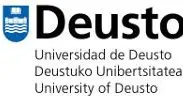 Deusto
Universidad de Deusto
Deustuko Unibertsitatea
University of Deusto